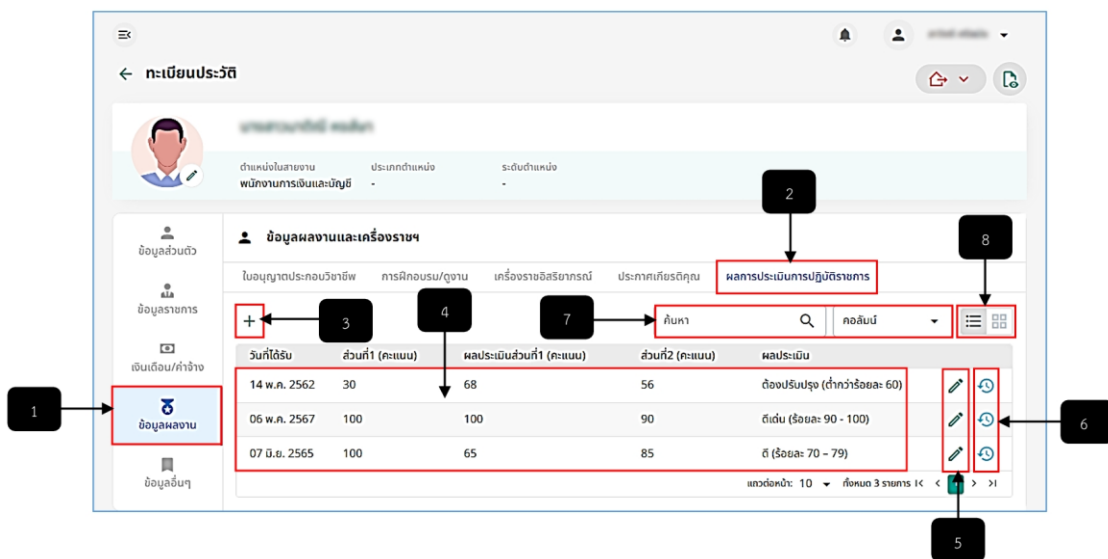 ทะเบียนประวัติ
ตำแหน่งในสายงาน ประเภทตำแหน่ง ระดับตำแหน่ง
พนักงานการเงินและบัญชี - -
2
ข้อมูลส่วนตัว
ข้อมูลผลงานและเครื่องราชฯ
8
ใบอนุญาตประกอบวิชาชีพ การฝึกอบรม/ดูงาน เครื่องราชอิสริยาภรณ์ ประกาศเกียรติคุณ ผลการประเมินการปฏิบัติราชการ
ข้อมูลราชการ
+ 3 4 7 ค้นหา คอลัมน์
วันที่ได้รับ ส่วนที่1 (คะแนน) ผลประเมินส่วนที่1 (คะแนน) ส่วนที่2 (คะแนน) ผลประเมิน
เงินเดือน/ค่าจ้าง
14 พ.ค. 2562 30 68 56 ต้องปรับปรุง (ต่ำกว่าร้อยละ 60)
1
ข้อมูลผลงาน
06 พ.ค. 2567 100 100 90 ดีเด่น (ร้อยละ 90 - 100)
6
07 มิ.ย. 2565 100 65 85 ดี (ร้อยละ 70 – 79)
ข้อมูลอื่นๆ
แถวต่อหน้า: 10 ทั้งหมด 3 รายการ
5